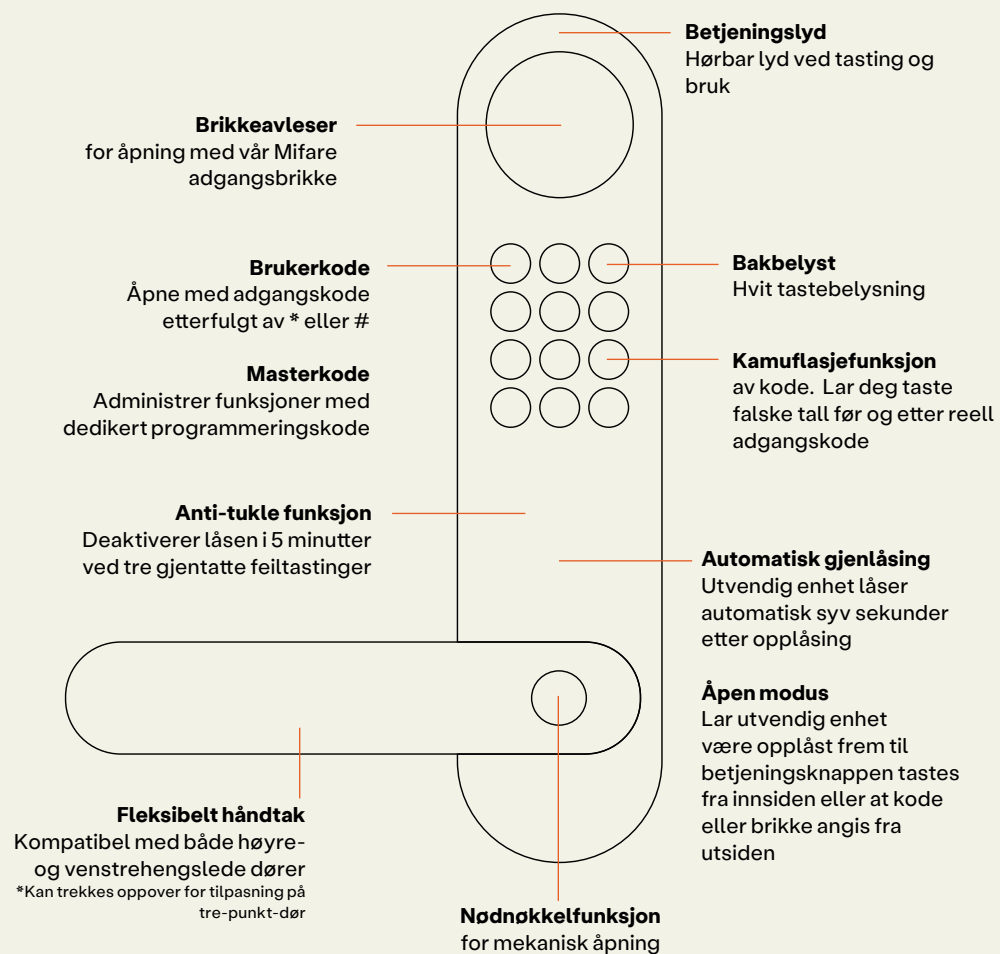 Betjeningslyd
Hørbar lyd ved tasting og
bruk
Brikkeavleser
for åpning med vår Mifare
adgangsbrikke
Brukerkode
Åpne med adgangskode
etterfulgt av * eller #
Bakbelyst
Hvit tastebelysning
Masterkode
Administrer funksjoner med
dedikert programmeringskode
Kamuflasjefunksjon
av kode. Lar deg taste
falske tall før og etter reell
adgangskode
Anti-tukle funksjon
Deaktiverer låsen i 5 minutter
ved tre gjentatte feiltastinger
Automatisk gjenlåsing
Utvendig enhet låser
automatisk syv sekunder
etter opplåsing
Åpen modus
Lar utvendig enhet
være opplåst frem til
betjeningsknappen tastes
fra innsiden eller at kode
eller brikke angis fra
utsiden
Fleksibelt håndtak
Kompatibel med både høyre-
og venstrehengslede dører
*Kan trekkes oppover for tilpasning på
tre-punkt-dør
Nødnøkkelfunksjon
for mekanisk åpning